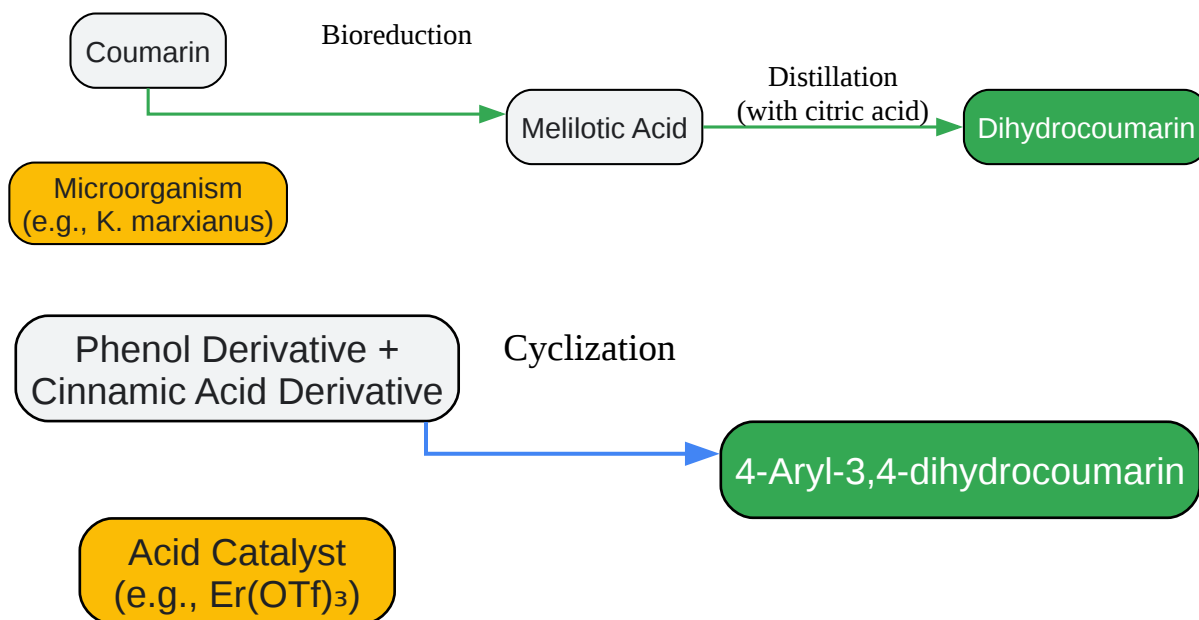 Coumarin
Bioreduction
Melilotic Acid
Distillation
(with citric acid)
Dihydrocoumarin
Microorganism
(e.g., K. marxianus)
Phenol Derivative +
Cinnamic Acid Derivative
Cyclization
4-Aryl-3,4-dihydrocoumarin
Acid Catalyst
(e.g., Er(OTf)₃)